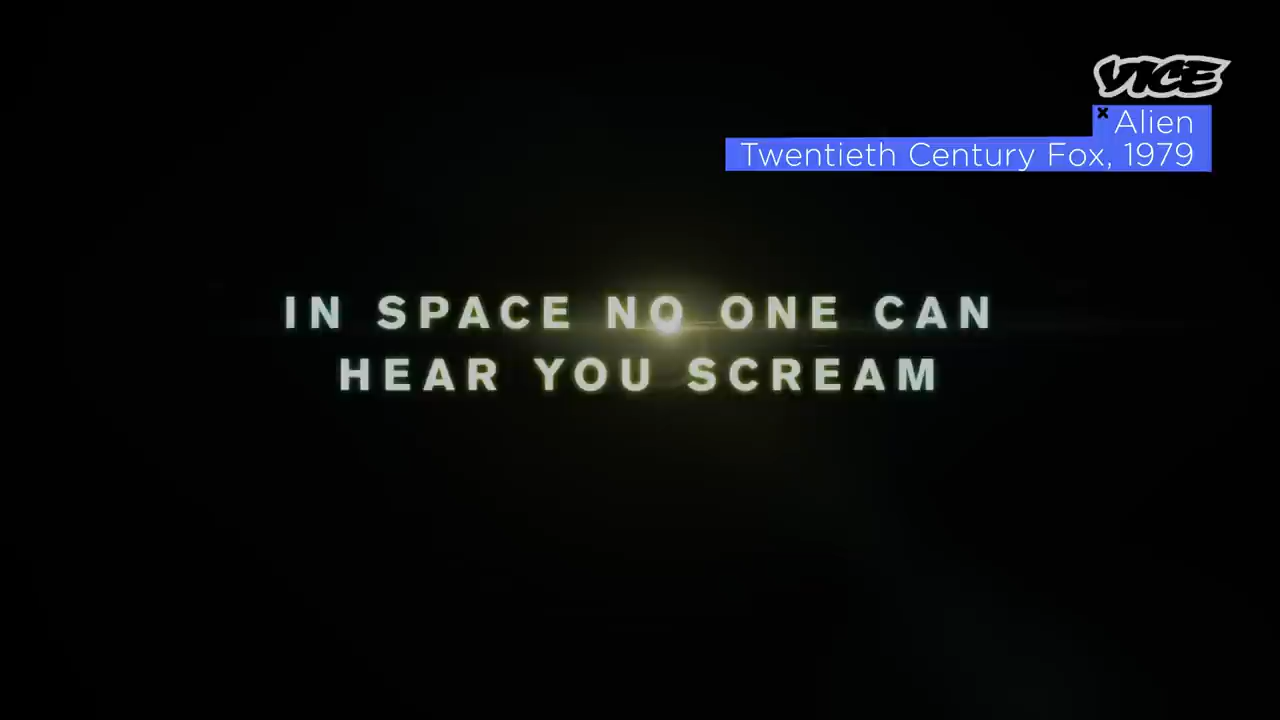 VICE
Alien
Twentieth Century Fox, 1979
IN SPACE NO ONE CAN
HEAR YOU SCREAM